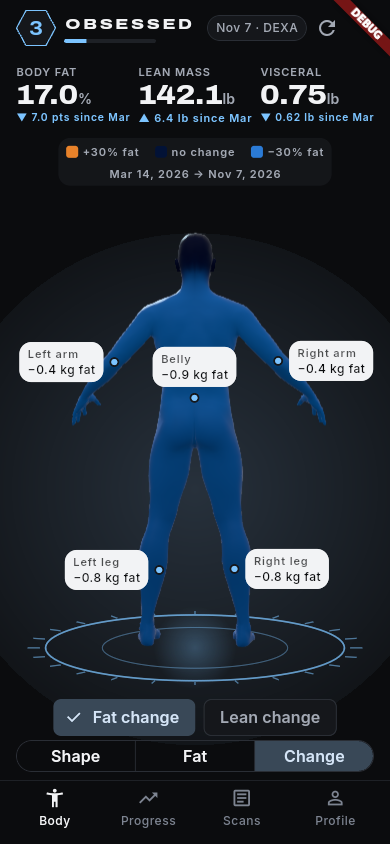 3 OBSESSED
Nov 7 · DEXA
DEBUG
BODY FAT LEAN MASS VISCERAL
17.0% 142.1lb 0.75lb
▼ 7.0 pts since Mar ▲ 6.4 lb since Mar ▼ 0.62 lb since Mar
+30% fat no change −30% fat
Mar 14, 2026 → Nov 7, 2026
Left arm
−0.4 kg fat
Belly
−0.9 kg fat
Right arm
−0.4 kg fat
Left leg
−0.8 kg fat
Right leg
−0.8 kg fat
Fat change Lean change
Shape Fat Change
Body Progress Scans Profile